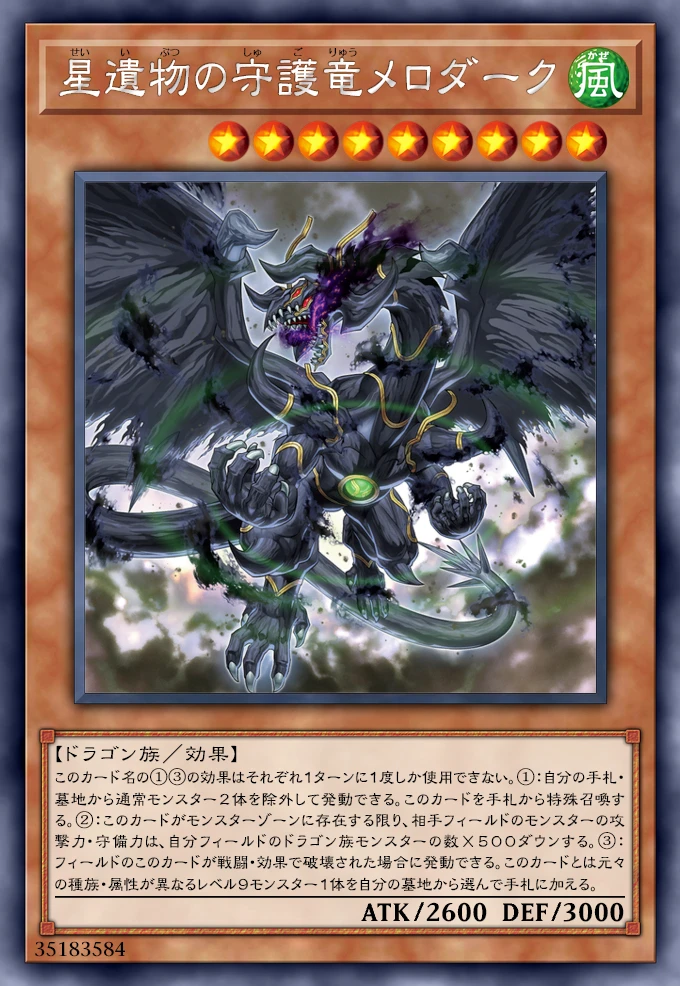 せい い ぶつ しゅ ご りゅう
星遺物の守護竜メロダーク
かぜ
風
【ドラゴン族／効果】
このカード名の①③の効果はそれぞれ1ターンに1度しか使用できない。①：自分の手札・
墓地から通常モンスター２体を除外して発動できる。このカードを手札から特殊召喚す
る。②：このカードがモンスターゾーンに存在する限り、相手フィールドのモンスターの攻
撃力・守備力は、自分フィールドのドラゴン族モンスターの数×５００ダウンする。③：
フィールドのこのカードが戦闘・効果で破壊された場合に発動できる。このカードとは元々
の種族・属性が異なるレベル９モンスター１体を自分の墓地から選んで手札に加える。
ATK/2600 DEF/3000
35183584